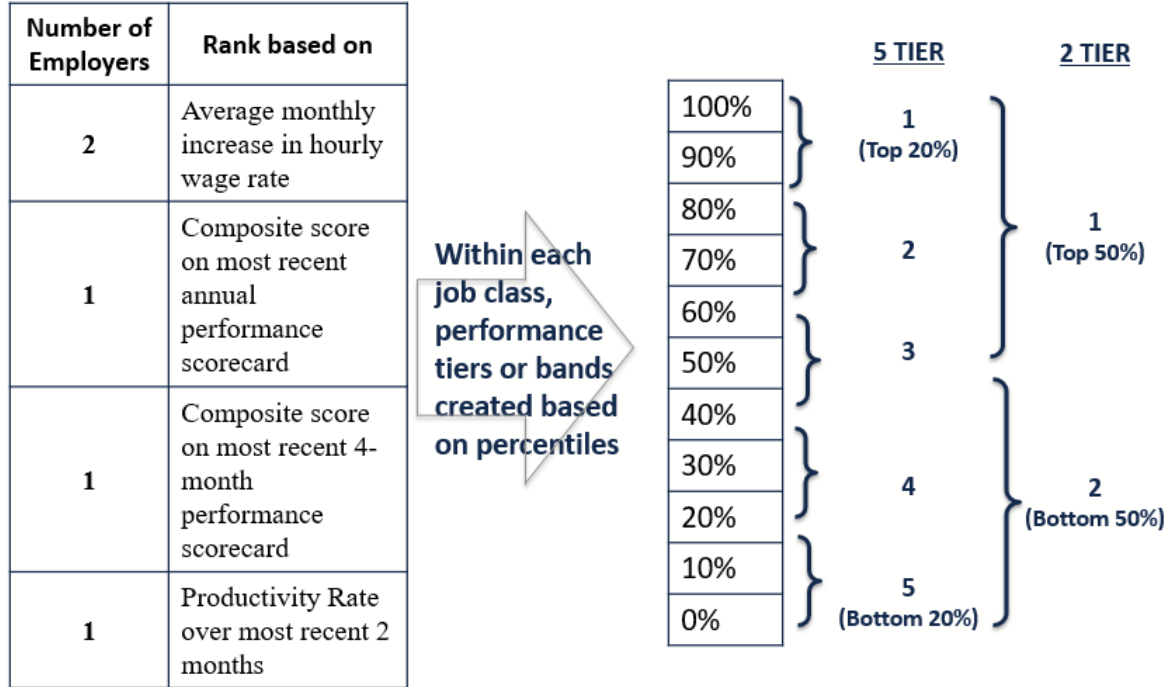 Number of
Employers
Rank based on
2
Average monthly
increase in hourly
wage rate
1
Composite score
on most recent
annual
performance
scorecard
1
Composite score
on most recent 4-
month
performance
scorecard
1
Productivity Rate
over most recent 2
months
Within each
job class,
performance
tiers or bands
created based
on percentiles
100%
90%
80%
70%
60%
50%
40%
30%
20%
10%
0%
5 TIER
1
(Top 20%)
2
3
4
5
(Bottom 20%)
2 TIER
1
(Top 50%)
2
(Bottom 50%)